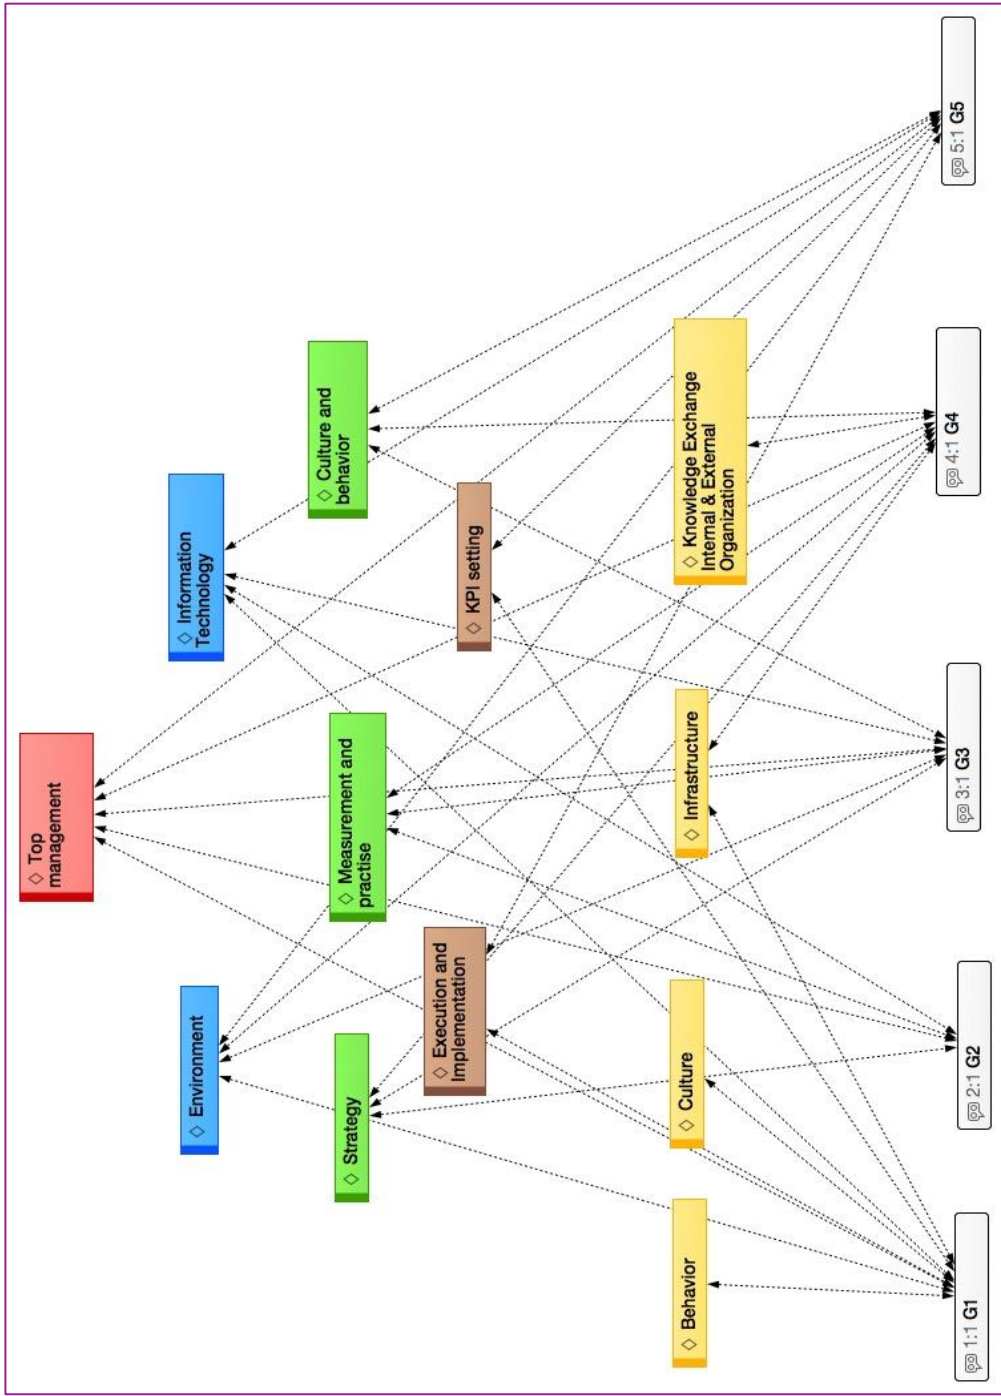 ◇ Top
management
◇ Environment
◇ Information
Technology
◇ Strategy
◇ Measurement and
practise
◇ Culture and
behavior
◇ Execution and
Implementation
◇ KPI setting
◇ Behavior
◇ Culture
◇ Infrastructure
◇ Knowledge Exchange
Internal & External
Organization
1:1 G1
2:1 G2
3:1 G3
4:1 G4
5:1 G5